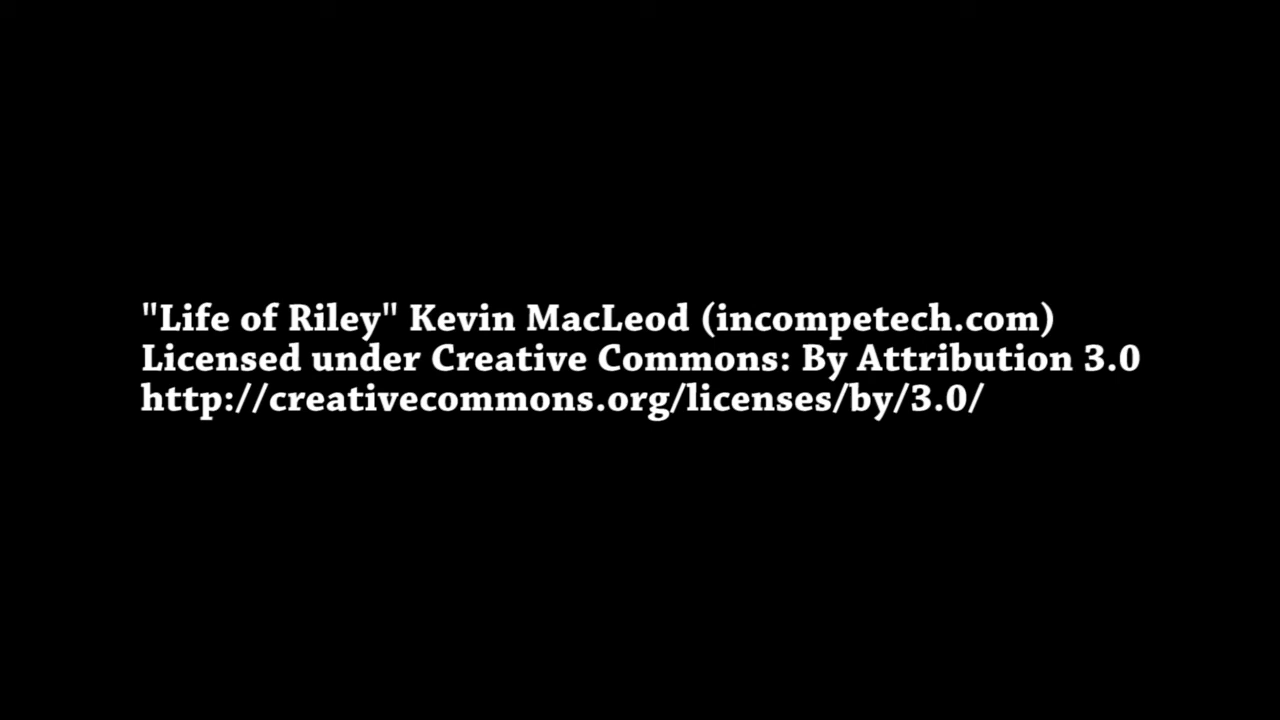 "Life of Riley" Kevin MacLeod (incompetech.com)
Licensed under Creative Commons: By Attribution 3.0
http://creativecommons.org/licenses/by/3.0/